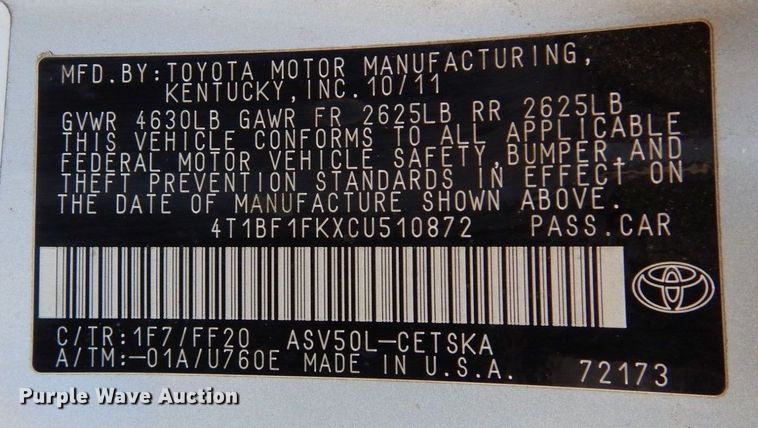 MFD.BY:TOYOTA MOTOR MANUFACTURING,
KENTUCKY,INC.10/11
GVWR 4630LB GAWR FR 2625LB RR 2625LB
THIS VEHICLE CONFORMS TO ALL APPLICABLE
FEDERAL MOTOR VEHICLE SAFETY,BUMPER,AND
THEFT PREVENTION STANDARDS IN EFFECT ON
THE DATE OF MANUFACTURE SHOWN ABOVE.
4T1BF1FKXCU510872 PASS.CAR
C/TR:1F7/FF20 ASV50L-CETSKA
A/TM:-01A/U760E MADE IN U.S.A. 72173
Purple Wave Auction